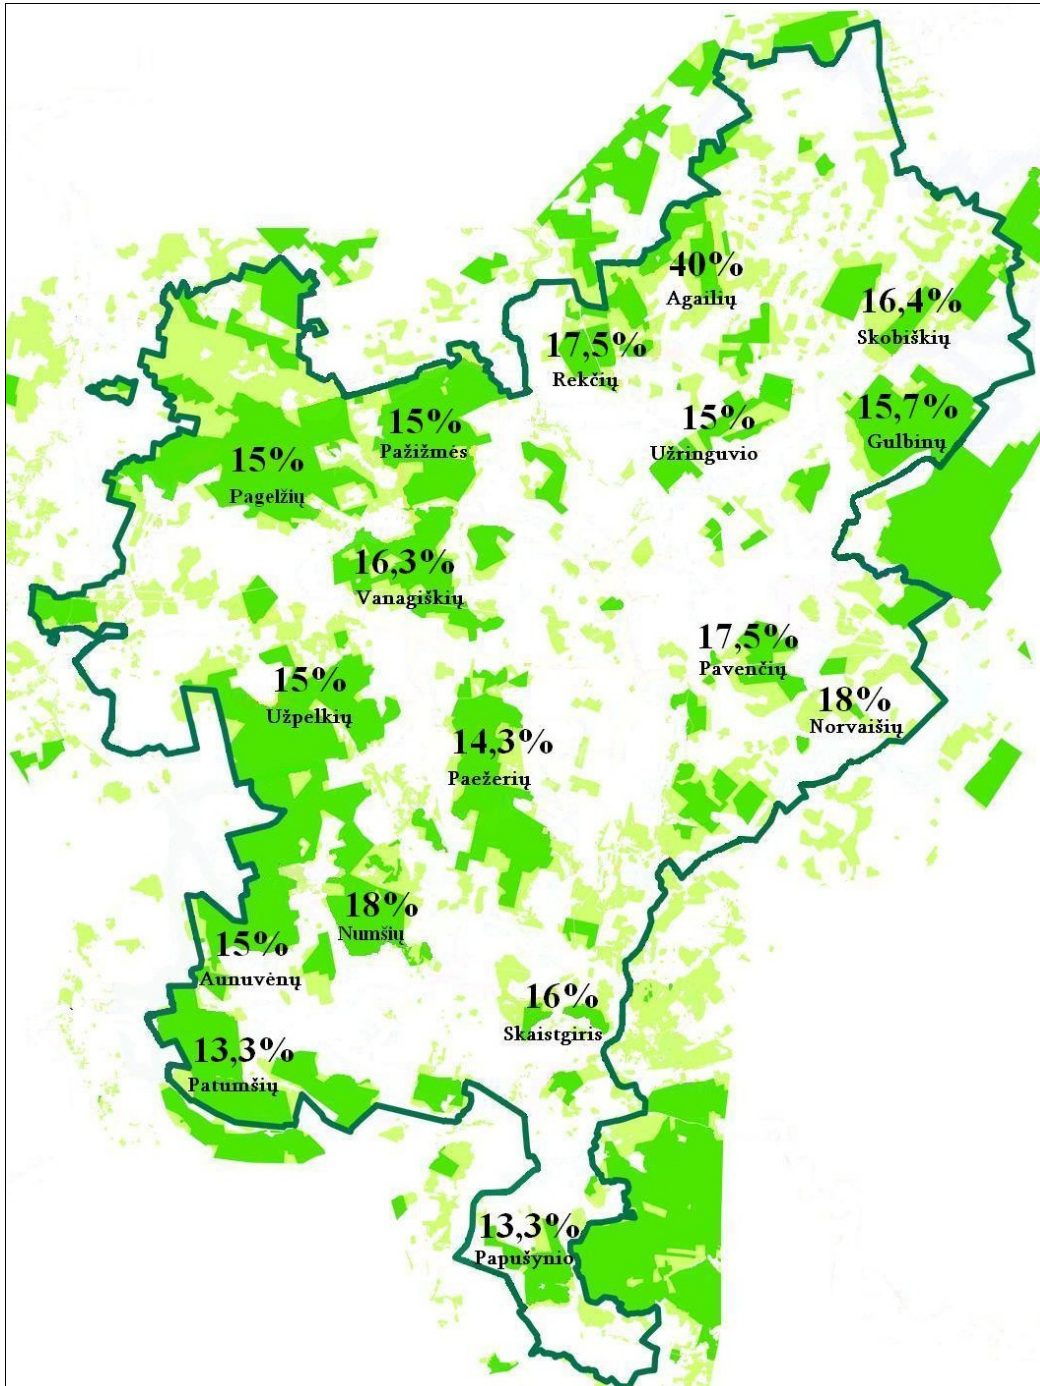 40%
Agailių
16,4%
Skobiškių
17,5%
Rekčių
15%
Pažižmės
15%
Užringuvio
15,7%
Gulbinų
15%
Pagelžių
16,3%
Vanagiškių
17,5%
Pavenčių
15%
Užpelkių
18%
Norvaišių
14,3%
Paežerių
18%
Numšių
15%
Aunuvėnų
16%
Skaistgiris
13,3%
Patumšių
13,3%
Papušynio